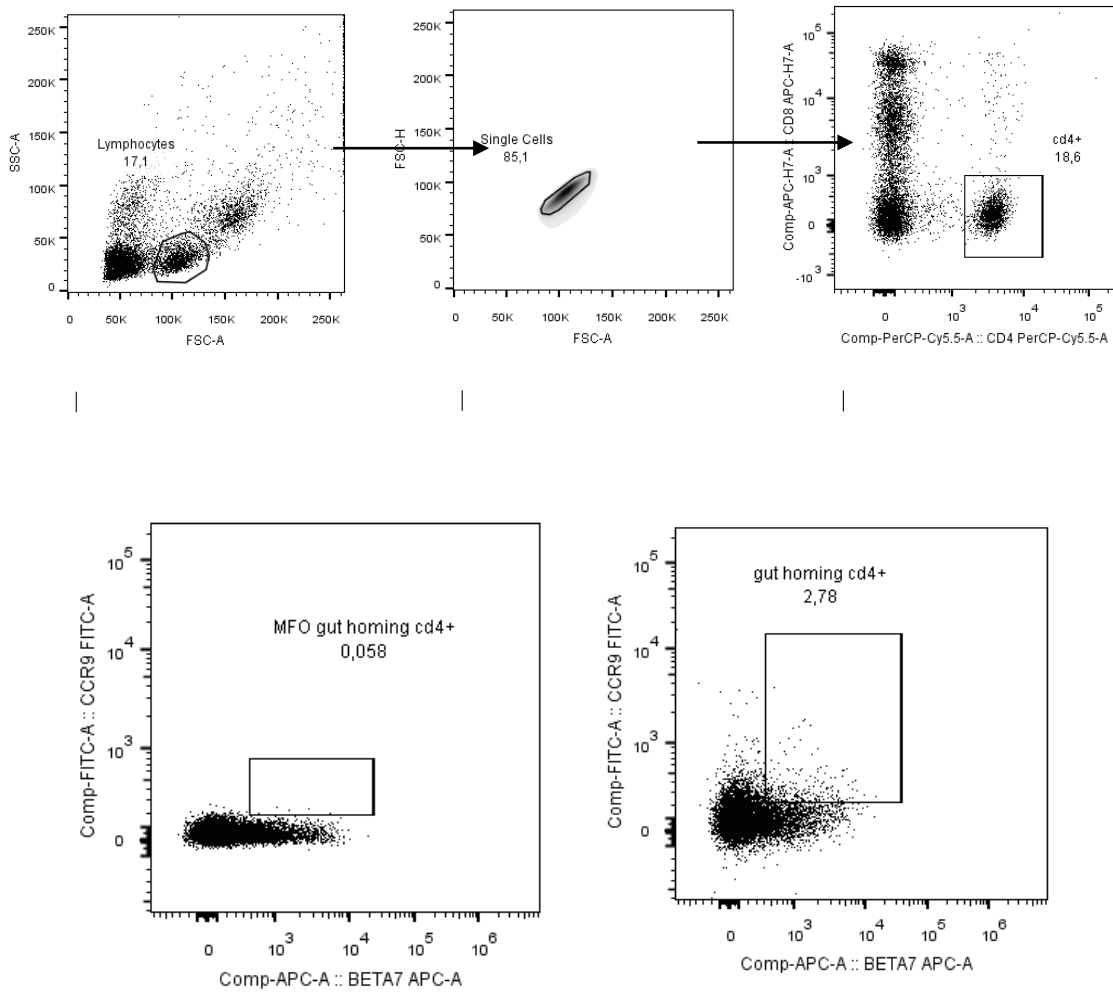 250K
200K
150K
100K
50K
0
SSC-A
Lymphocytes
17,1
0 50K 100K 150K 200K 250K
FSC-A
250K
200K
150K
100K
50K
0
FSC-H
Single Cells
85,1
0 50K 100K 150K 200K 250K
FSC-A
10^5
10^4
10^3
0
-10^3
Comp-APC-H7-A :: CD8 APC-H7-A
cd4+
18,6
0 10^3 10^4 10^5
Comp-PerCP-Cy5.5-A :: CD4 PerCP-Cy5.5-A
10^5
10^4
10^3
0
Comp-FITC-A :: CCR9 FITC-A
MFO gut homing cd4+
0,058
0 10^3 10^4 10^5 10^6
Comp-APC-A :: BETA7 APC-A
10^5
10^4
10^3
0
Comp-FITC-A :: CCR9 FITC-A
gut homing cd4+
2,78
0 10^3 10^4 10^5 10^6
Comp-APC-A :: BETA7 APC-A